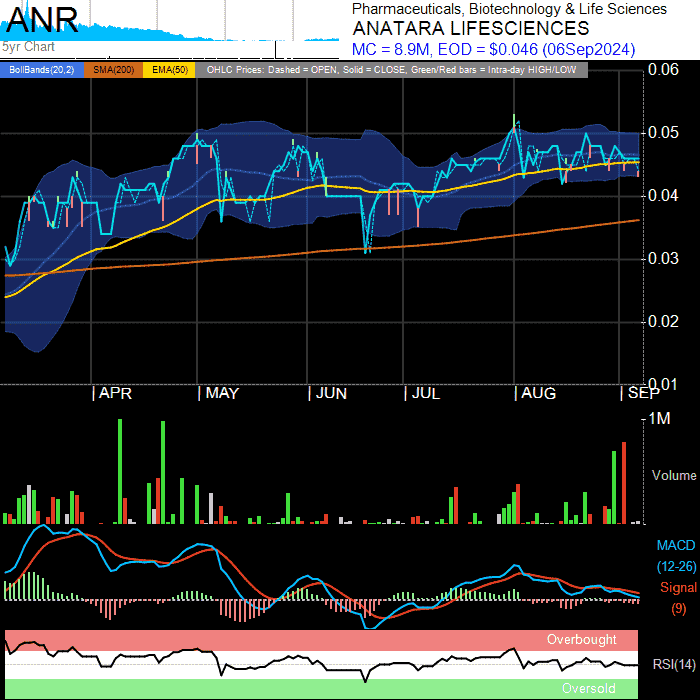 ANR
5yr Chart
Pharmaceuticals, Biotechnology & Life Sciences
ANATARA LIFESCIENCES
MC = 8.9M, EOD = $0.046 (06Sep2024)
BollBands(20,2) SMA(200) EMA(50) OHLC Prices: Dashed = OPEN, Solid = CLOSE, Green/Red bars = Intra-day HIGH/LOW
0.06
0.05
0.04
0.03
0.02
0.01
|APR |MAY |JUN |JUL |AUG |SEP
1M
Volume
MACD
(12-26)
Signal
(9)
Overbought
RSI(14)
Oversold